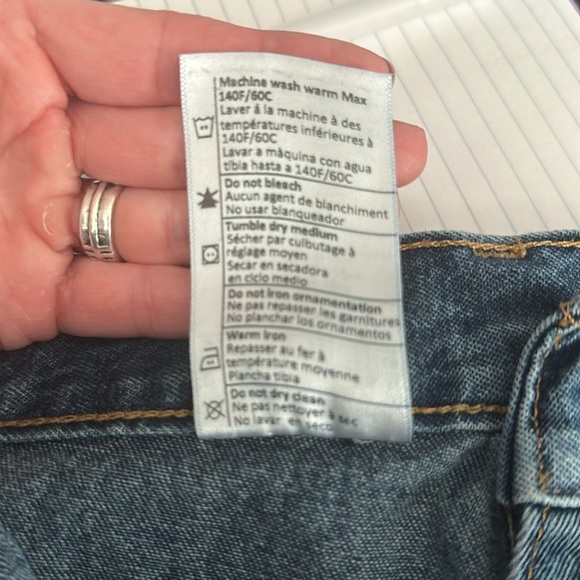 Machine wash warm Max
140F/60C
Laver á la machine à des
températures inférieures à
140F/60C
Lavar a màquina con agua
tibia hasta a 140F/60C
Do not bleach
Aucun agent de blanchiment
No usar blanqueador
Tumble dry medium
Sécher par culbutage à
réglage moyen
Secar en secadora
en ciclo medio
Do not iron ornamentation
Ne pas repasser les garnitures
No planchar los ornamentos
Warm iron
Repasser au fer à
température moyenne
Plancha tibia
Do not dry clean
Ne pas nettoyer à sec
No lavar en seco